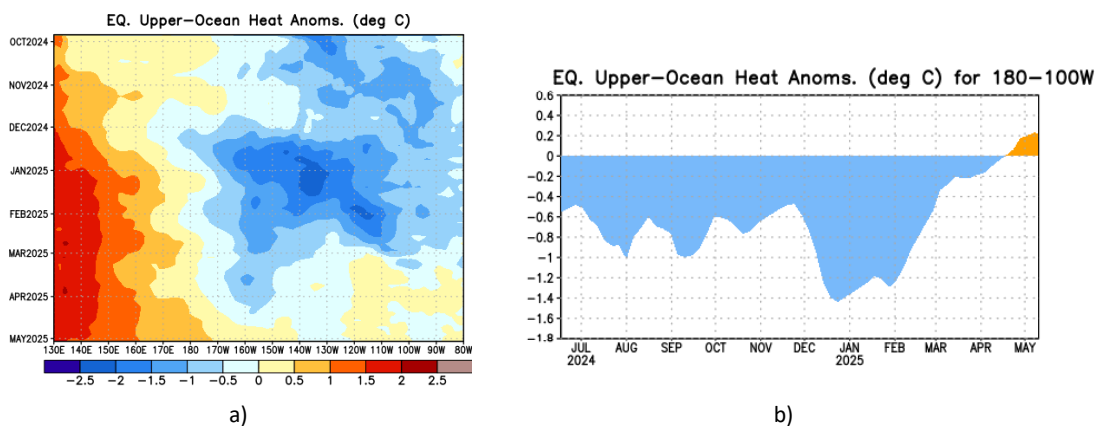 EQ. Upper-Ocean Heat Anoms. (deg C)
OCT2024
NOV2024
DEC2024
JAN2025
FEB2025
MAR2025
APR2025
MAY2025
130E 140E 150E 160E 170E 180 170W 160W 150W 140W 130W 120W 110W 100W 90W 80W
-2.5 -2 -1.5 -1 -0.5 0 0.5 1 1.5 2 2.5
a)
EQ. Upper-Ocean Heat Anoms. (deg C) for 180-100W
0.6
0.4
0.2
0
-0.2
-0.4
-0.6
-0.8
-1
-1.2
-1.4
-1.6
-1.8
JUL AUG SEP OCT NOV DEC JAN FEB MAR APR MAY
2024 2025
b)